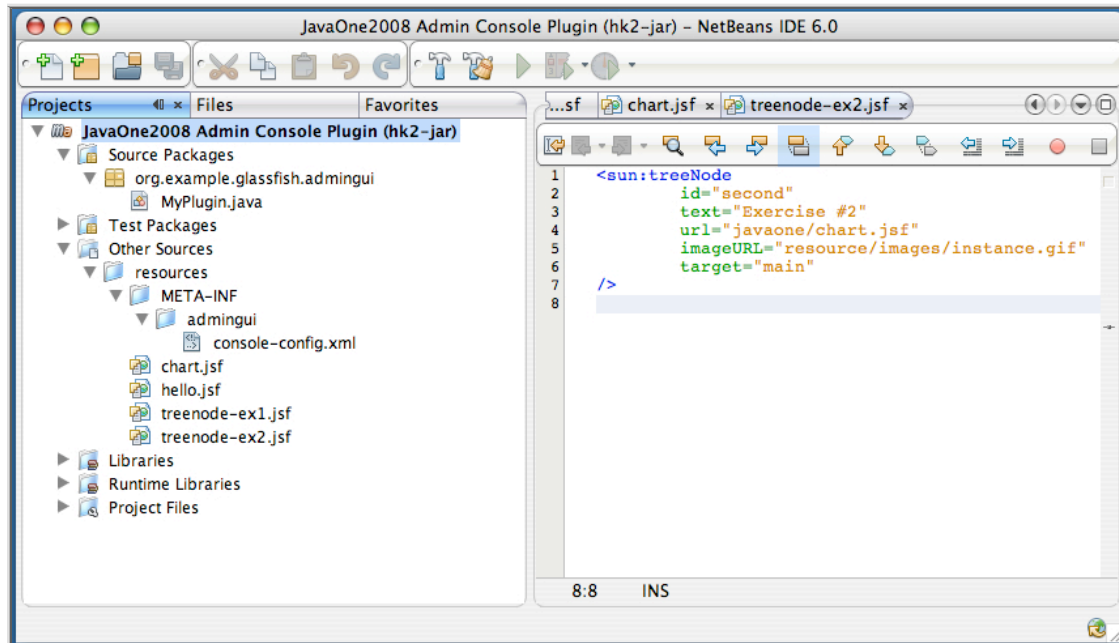 JavaOne2008 Admin Console Plugin (hk2-jar) – NetBeans IDE 6.0
Projects Files Favorites
JavaOne2008 Admin Console Plugin (hk2-jar)
Source Packages
org.example.glassfish.admingui
MyPlugin.java
Test Packages
Other Sources
resources
META-INF
admingui
console-config.xml
chart.jsf
hello.jsf
treenode-ex1.jsf
treenode-ex2.jsf
Libraries
Runtime Libraries
Project Files
...sf chart.jsf treenode-ex2.jsf
1 <sun:treeNode
2 id="second"
3 text="Exercise #2"
4 url="javaone/chart.jsf"
5 imageURL="resource/images/instance.gif"
6 target="main"
7 />
8
8:8 INS